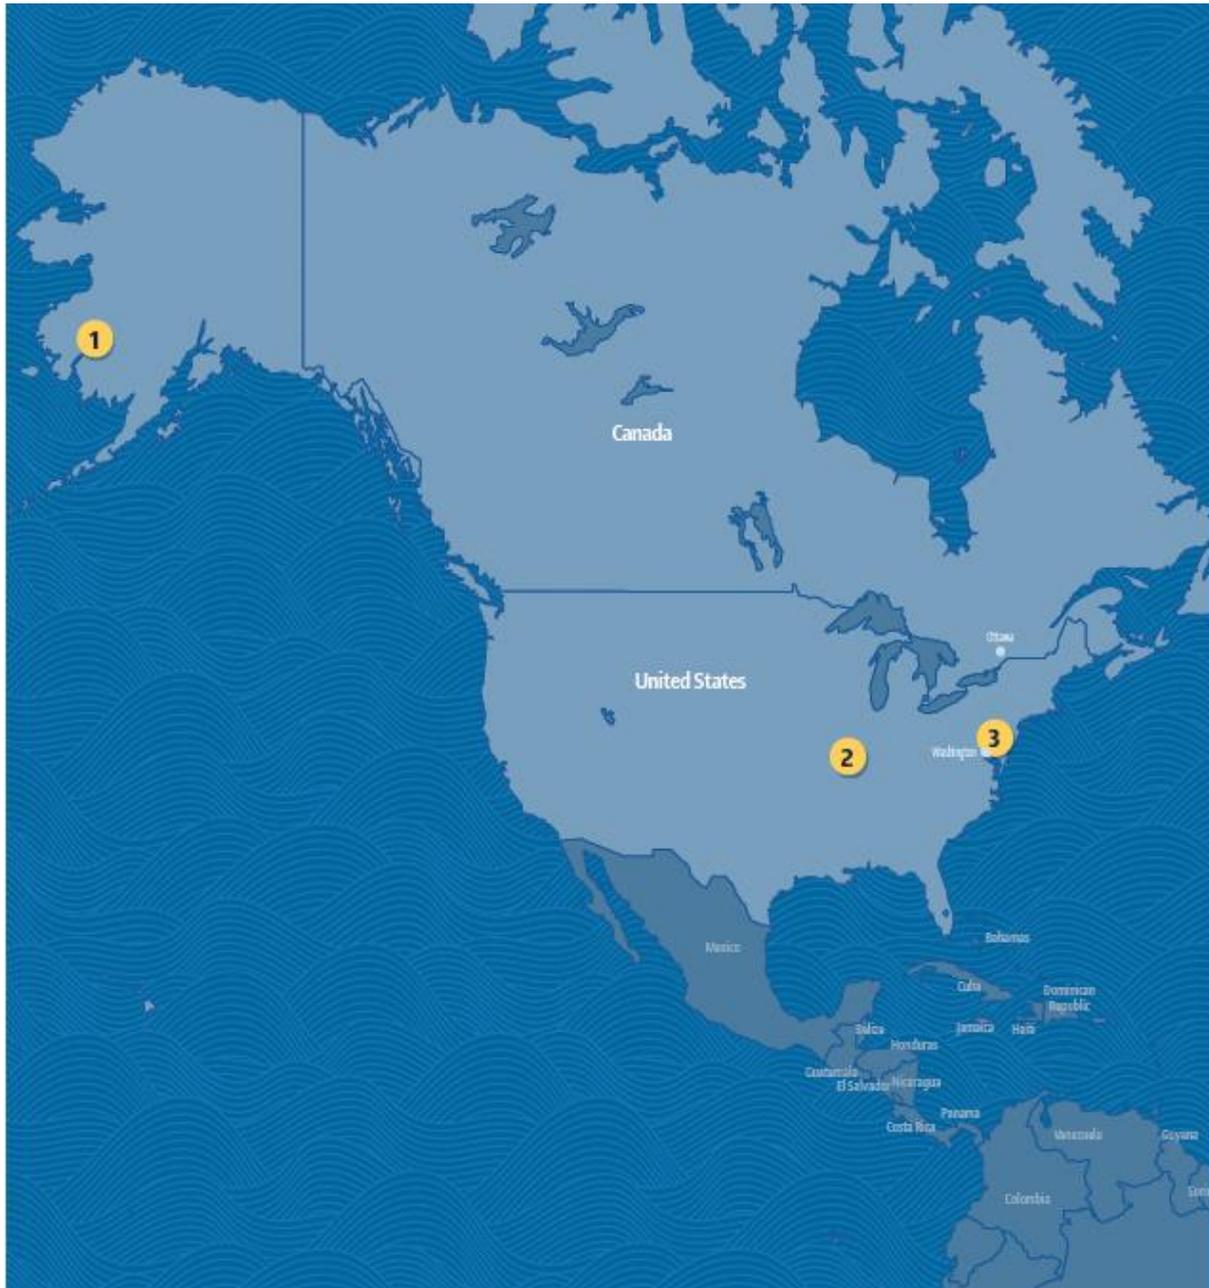 1
Canada
Ottawa
United States
3
Washington
2
Mexico
Bahamas
Cuba
Dominican
Republic
Jamaica
Haiti
Belize
Honduras
Guatemala
El Salvador
Nicaragua
Costa Rica
Panama
Venezuela
Guyana
Colombia